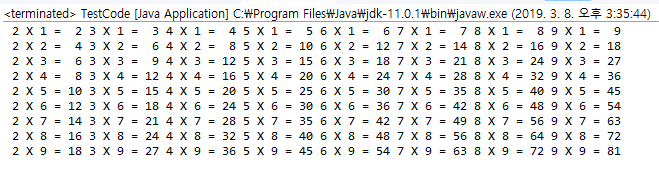 <terminated> TestCode [Java Application] C:₩Program Files₩Java₩jdk-11.0.1₩bin₩javaw.exe (2019. 3. 8. 오후 3:35:44)
2 X 1 =  2 3 X 1 =  3 4 X 1 =  4 5 X 1 =  5 6 X 1 =  6 7 X 1 =  7 8 X 1 =  8 9 X 1 =  9
2 X 2 =  4 3 X 2 =  6 4 X 2 =  8 5 X 2 = 10 6 X 2 = 12 7 X 2 = 14 8 X 2 = 16 9 X 2 = 18
2 X 3 =  6 3 X 3 =  9 4 X 3 = 12 5 X 3 = 15 6 X 3 = 18 7 X 3 = 21 8 X 3 = 24 9 X 3 = 27
2 X 4 =  8 3 X 4 = 12 4 X 4 = 16 5 X 4 = 20 6 X 4 = 24 7 X 4 = 28 8 X 4 = 32 9 X 4 = 36
2 X 5 = 10 3 X 5 = 15 4 X 5 = 20 5 X 5 = 25 6 X 5 = 30 7 X 5 = 35 8 X 5 = 40 9 X 5 = 45
2 X 6 = 12 3 X 6 = 18 4 X 6 = 24 5 X 6 = 30 6 X 6 = 36 7 X 6 = 42 8 X 6 = 48 9 X 6 = 54
2 X 7 = 14 3 X 7 = 21 4 X 7 = 28 5 X 7 = 35 6 X 7 = 42 7 X 7 = 49 8 X 7 = 56 9 X 7 = 63
2 X 8 = 16 3 X 8 = 24 4 X 8 = 32 5 X 8 = 40 6 X 8 = 48 7 X 8 = 56 8 X 8 = 64 9 X 8 = 72
2 X 9 = 18 3 X 9 = 27 4 X 9 = 36 5 X 9 = 45 6 X 9 = 54 7 X 9 = 63 8 X 9 = 72 9 X 9 = 81